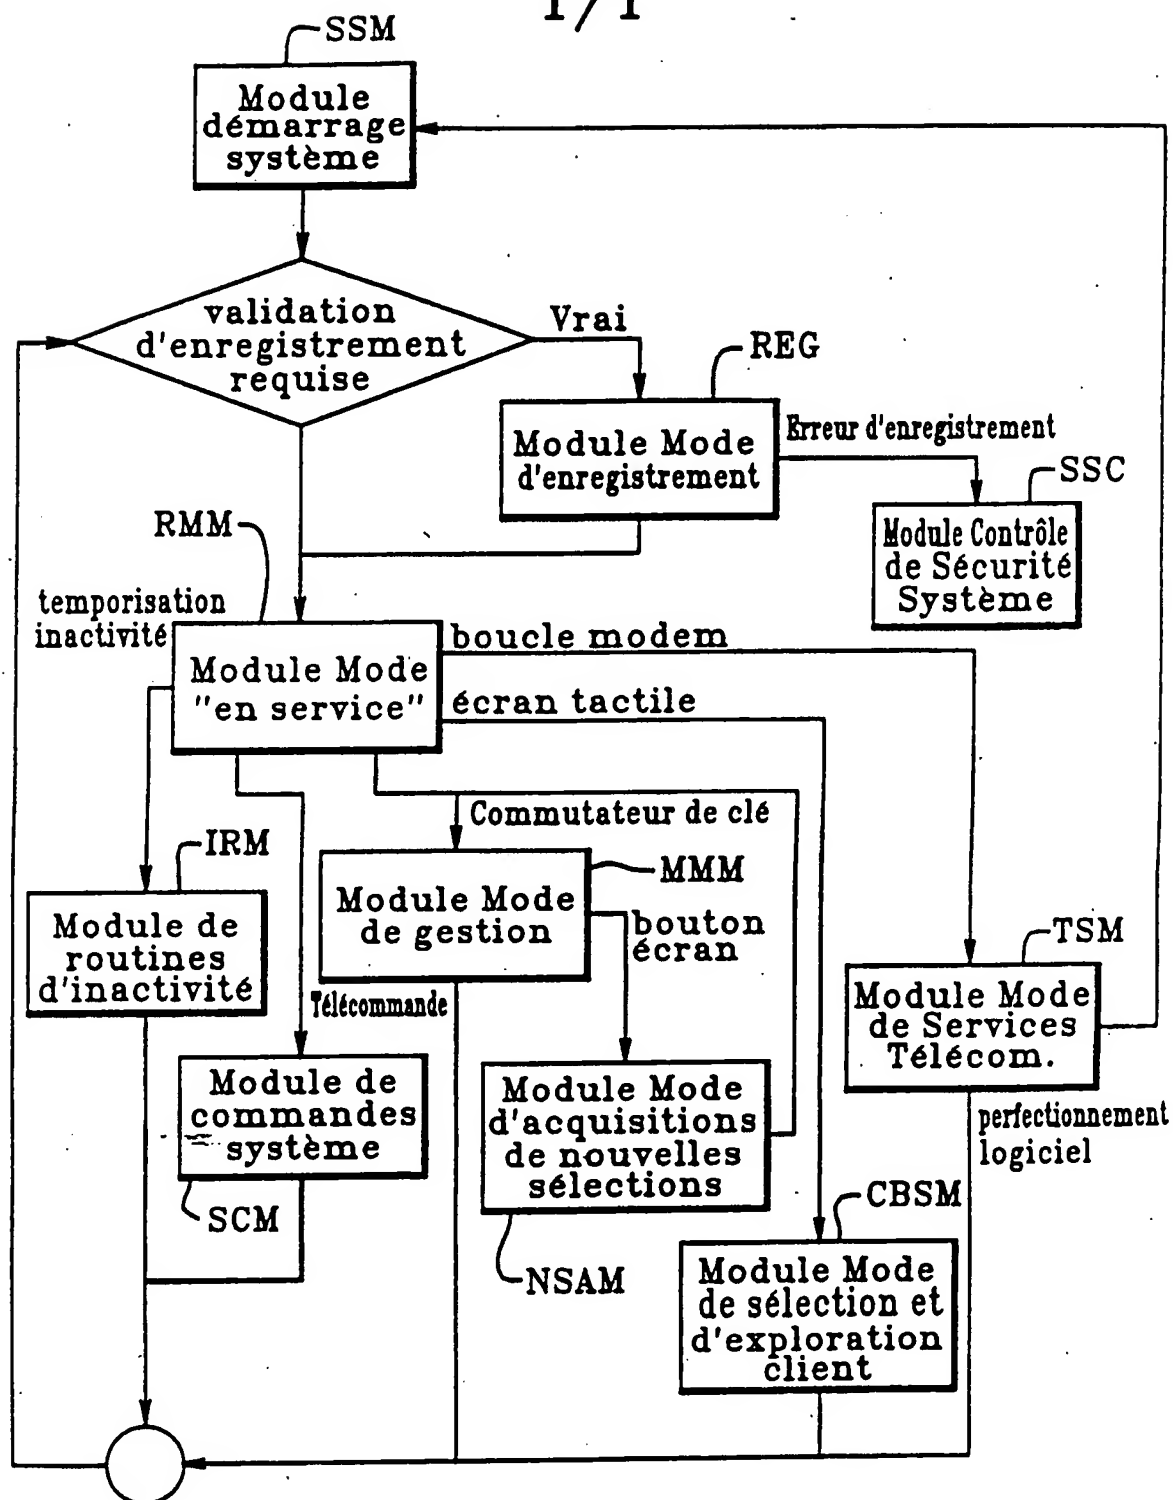 1/1
SSM
Module
démarrage
système
validation
d'enregistrement
requise
Vrai
REG
Module Mode
d'enregistrement
Erreur d'enregistrement
SSC
Module Contrôle
de Sécurité
Système
RMM
temporisation
inactivité
Module Mode
"en service"
boucle modem
écran tactile
Commutateur de clé
IRM
Module de
routines
d'inactivité
MMM
Module Mode
de gestion
bouton
écran
TSM
Module Mode
de Services
Télécom.
Télécommande
Module de
commandes
système
SCM
Module Mode
d'acquisitions
de nouvelles
sélections
NSAM
perfectionnement
logiciel
CBSM
Module Mode
de sélection et
d'exploration
client